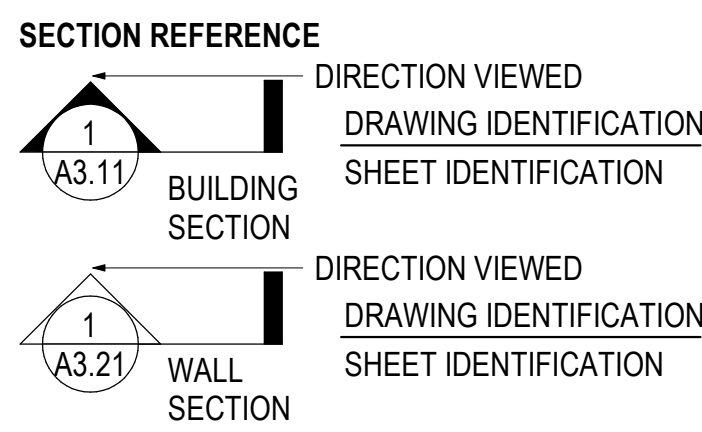 SECTION REFERENCE
DIRECTION VIEWED
1
DRAWING IDENTIFICATION
A3.11
SHEET IDENTIFICATION
BUILDING
SECTION
DIRECTION VIEWED
1
DRAWING IDENTIFICATION
A3.21
SHEET IDENTIFICATION
WALL
SECTION